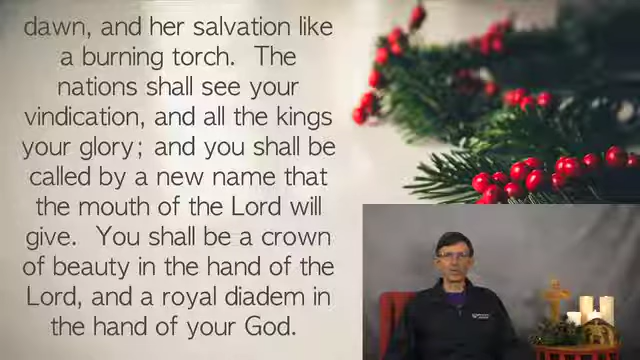 dawn, and her salvation like
a burning torch. The
nations shall see your
vindication, and all the kings
your glory; and you shall be
called by a new name that
the mouth of the Lord will
give. You shall be a crown
of beauty in the hand of the
Lord, and a royal diadem in
the hand of your God.